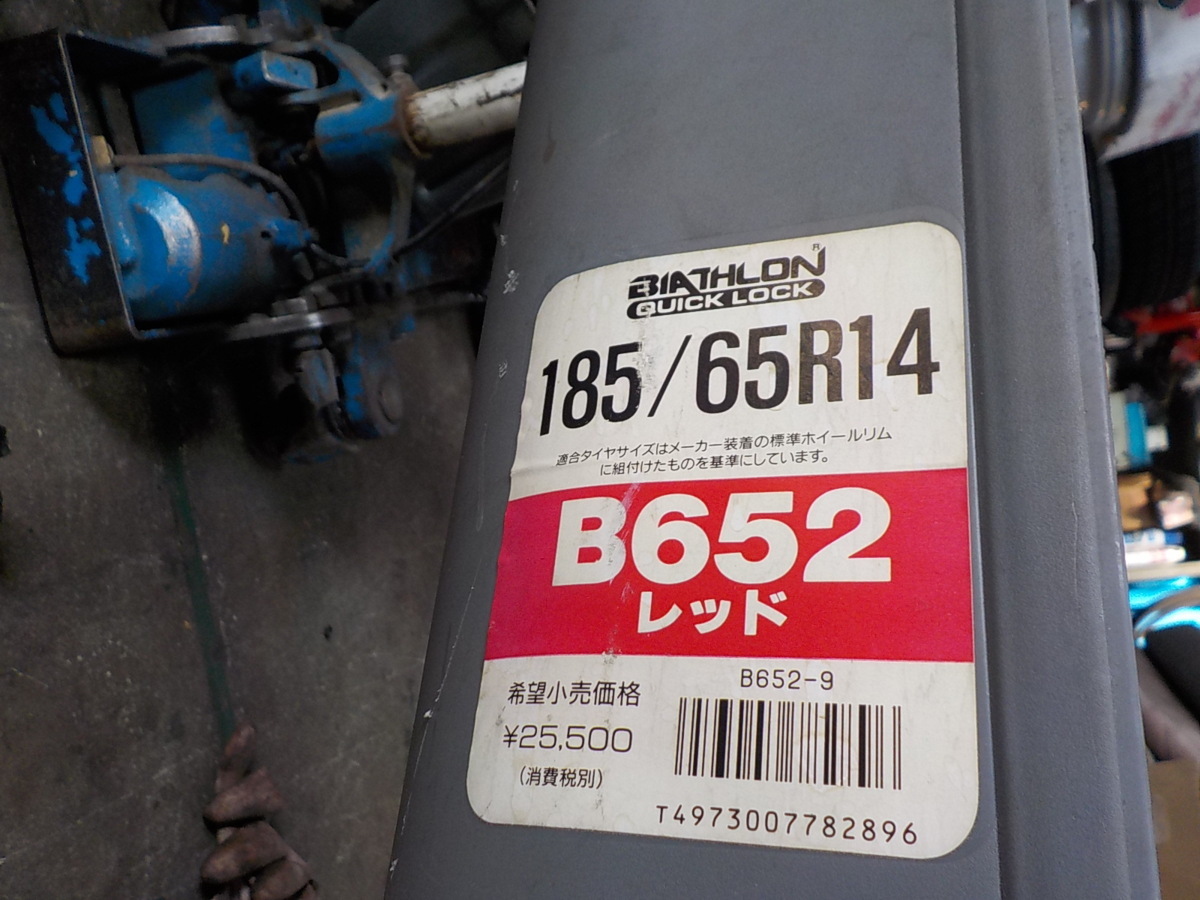 BIATHLON®
QUICK LOCK
185/65R14
適合タイヤサイズはメーカー装着の標準ホイールリム
に組付けたものを基準にしています。
B652
レッド
B652-9
希望小売価格
¥25,500
(消費税別)
T4973007782896